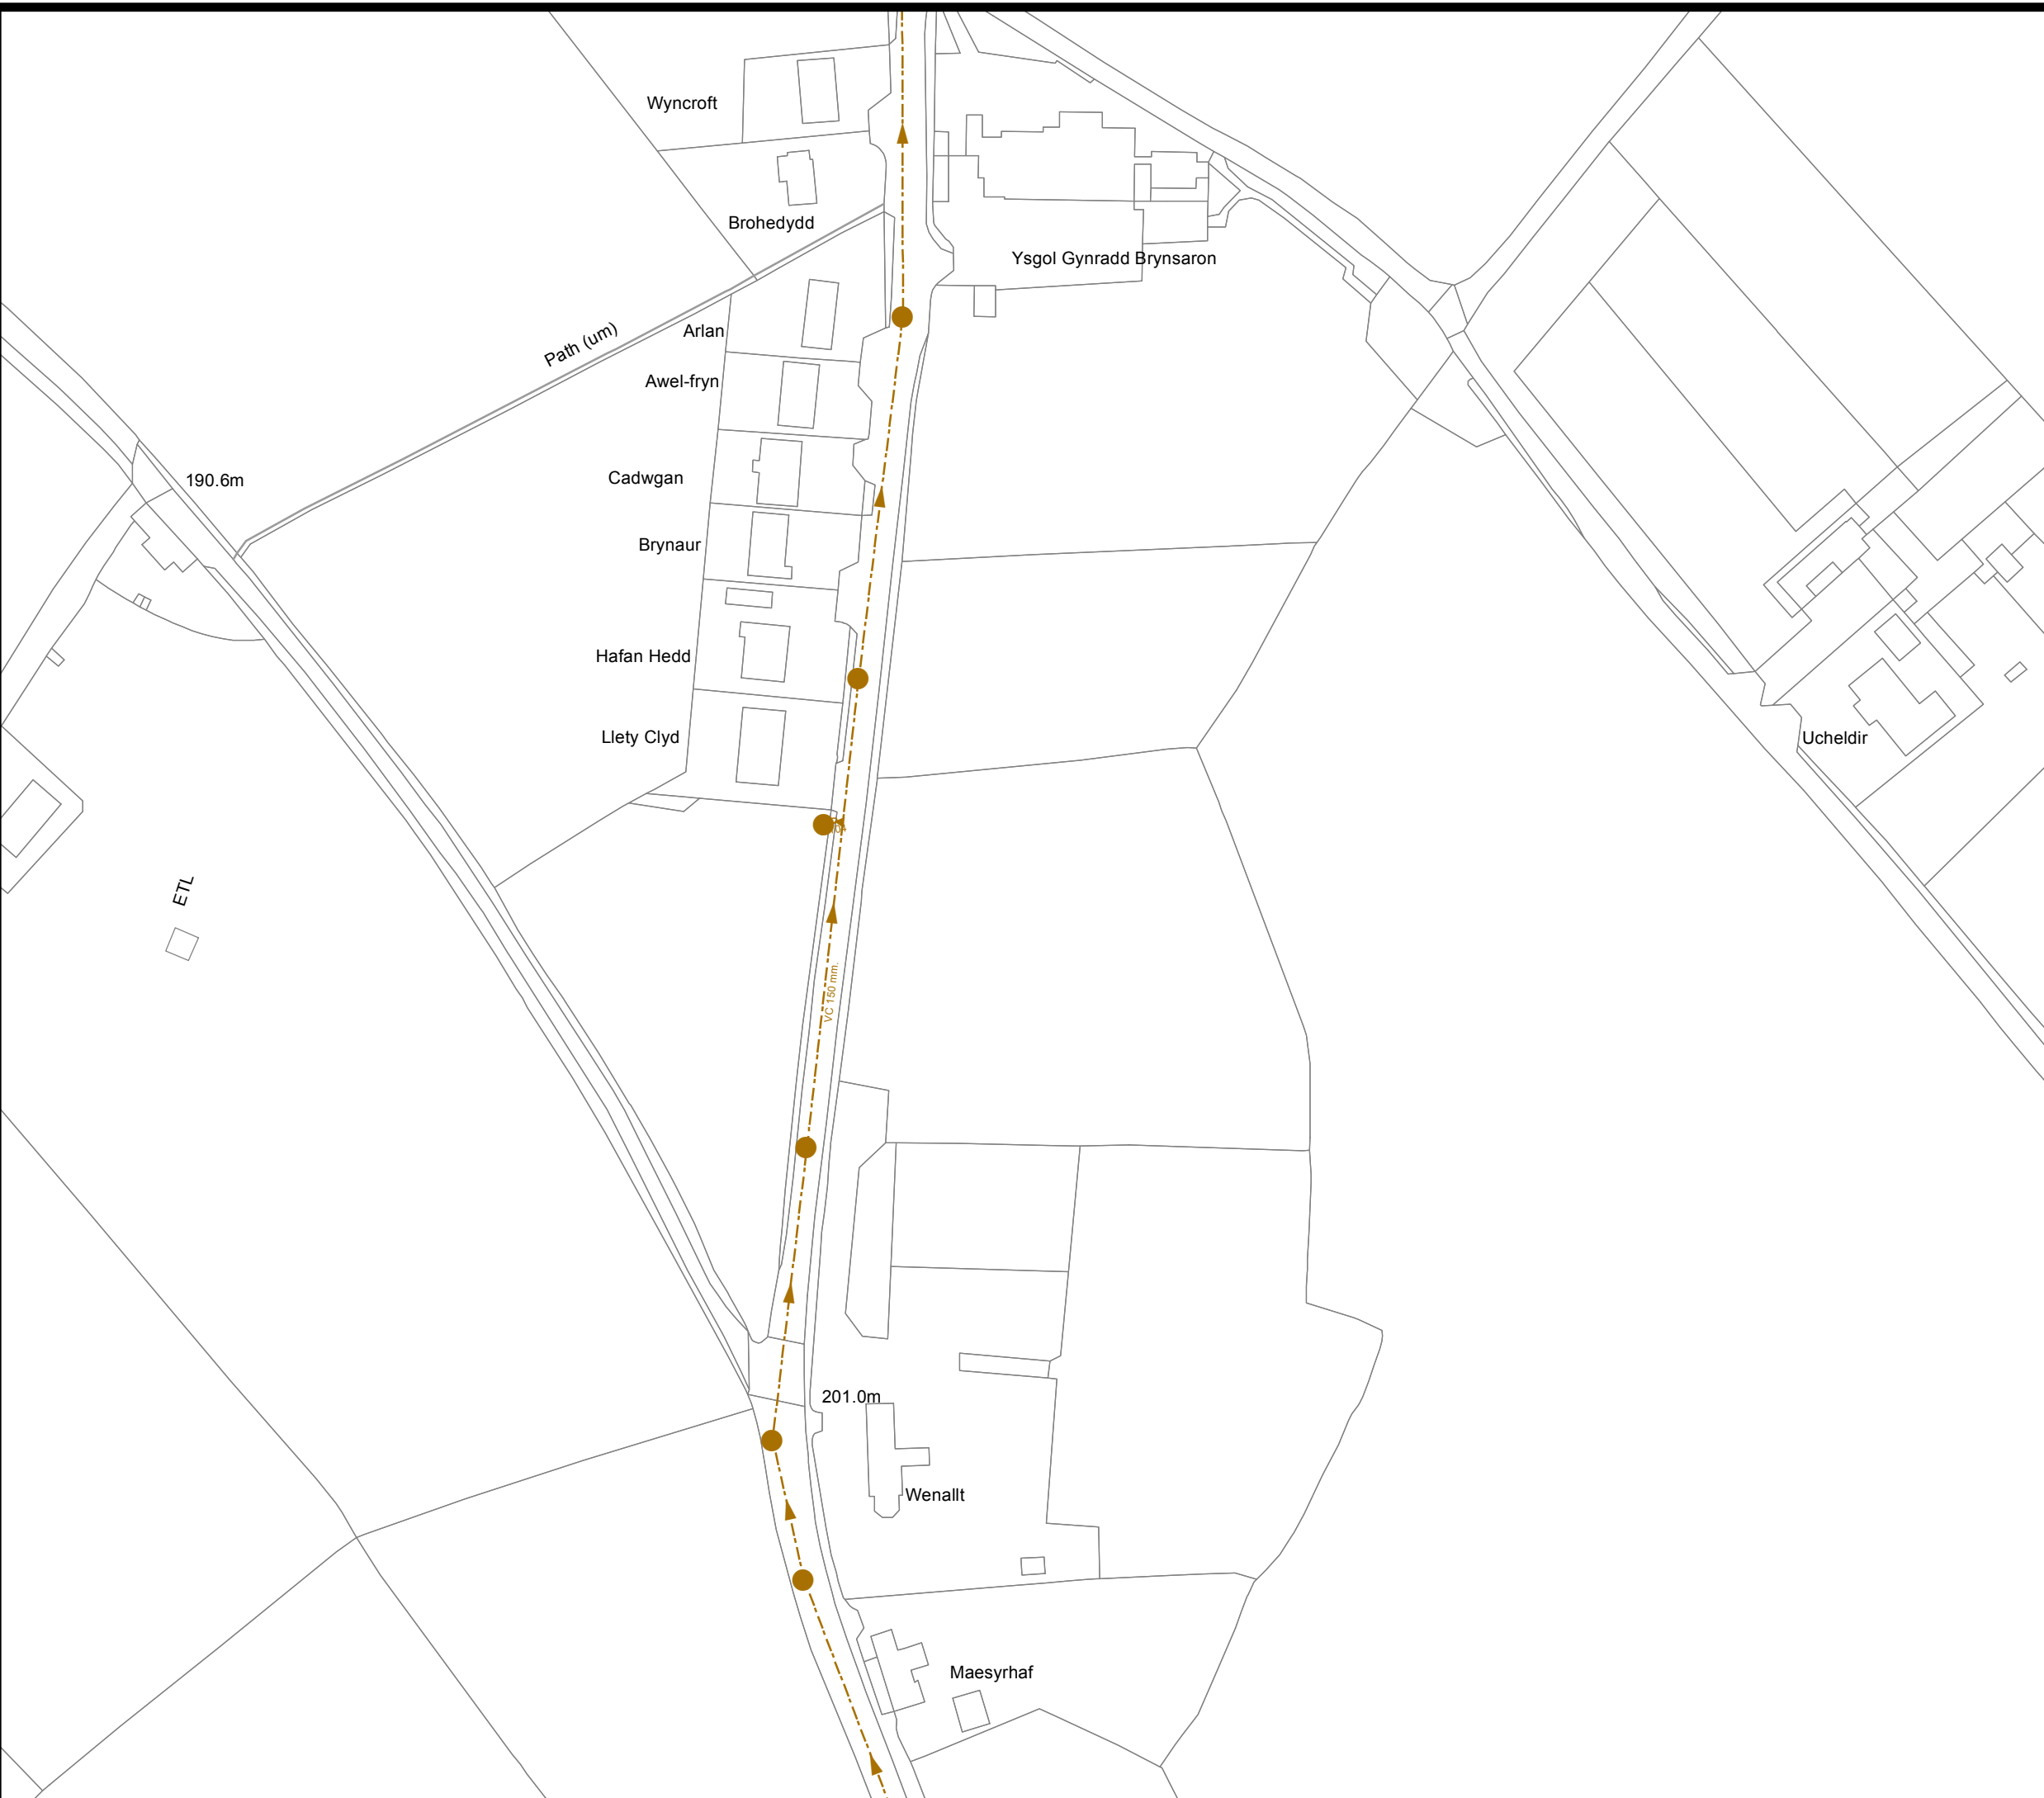 Wyncroft
Brohedydd
Ysgol Gynradd Brynsaron
Arlan
Path (um)
Awel-fryn
190.6m
Cadwgan
Brynaur
Hafan Hedd
Llety Clyd
Ucheldir
ETL
VC 150 mm.
201.0m
Wenallt
Maesyrhaf